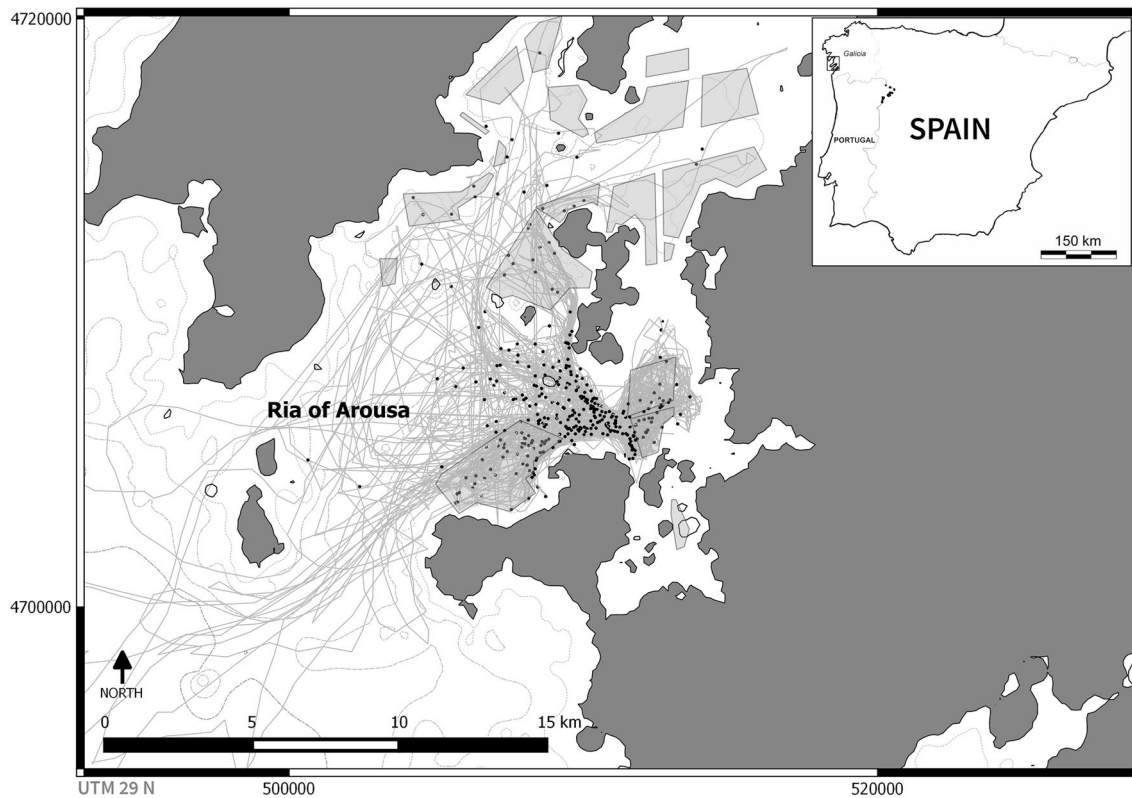 4720000
Galicia
SPAIN
PORTUGAL
150 km
Ria of Arousa
4700000
NORTH
0 5 10 15 km
UTM 29 N
500000 520000